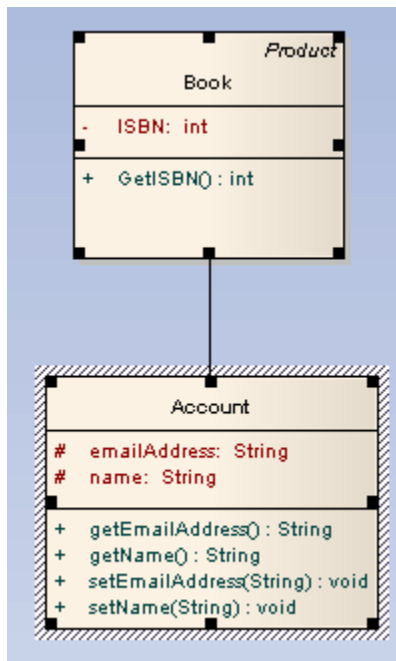 Product
Book
- ISBN: int
+ GetISBN() : int
Account
# emailAddress: String
# name: String
+ getEmailAddress() : String
+ getName() : String
+ setEmailAddress(String) : void
+ setName(String) : void